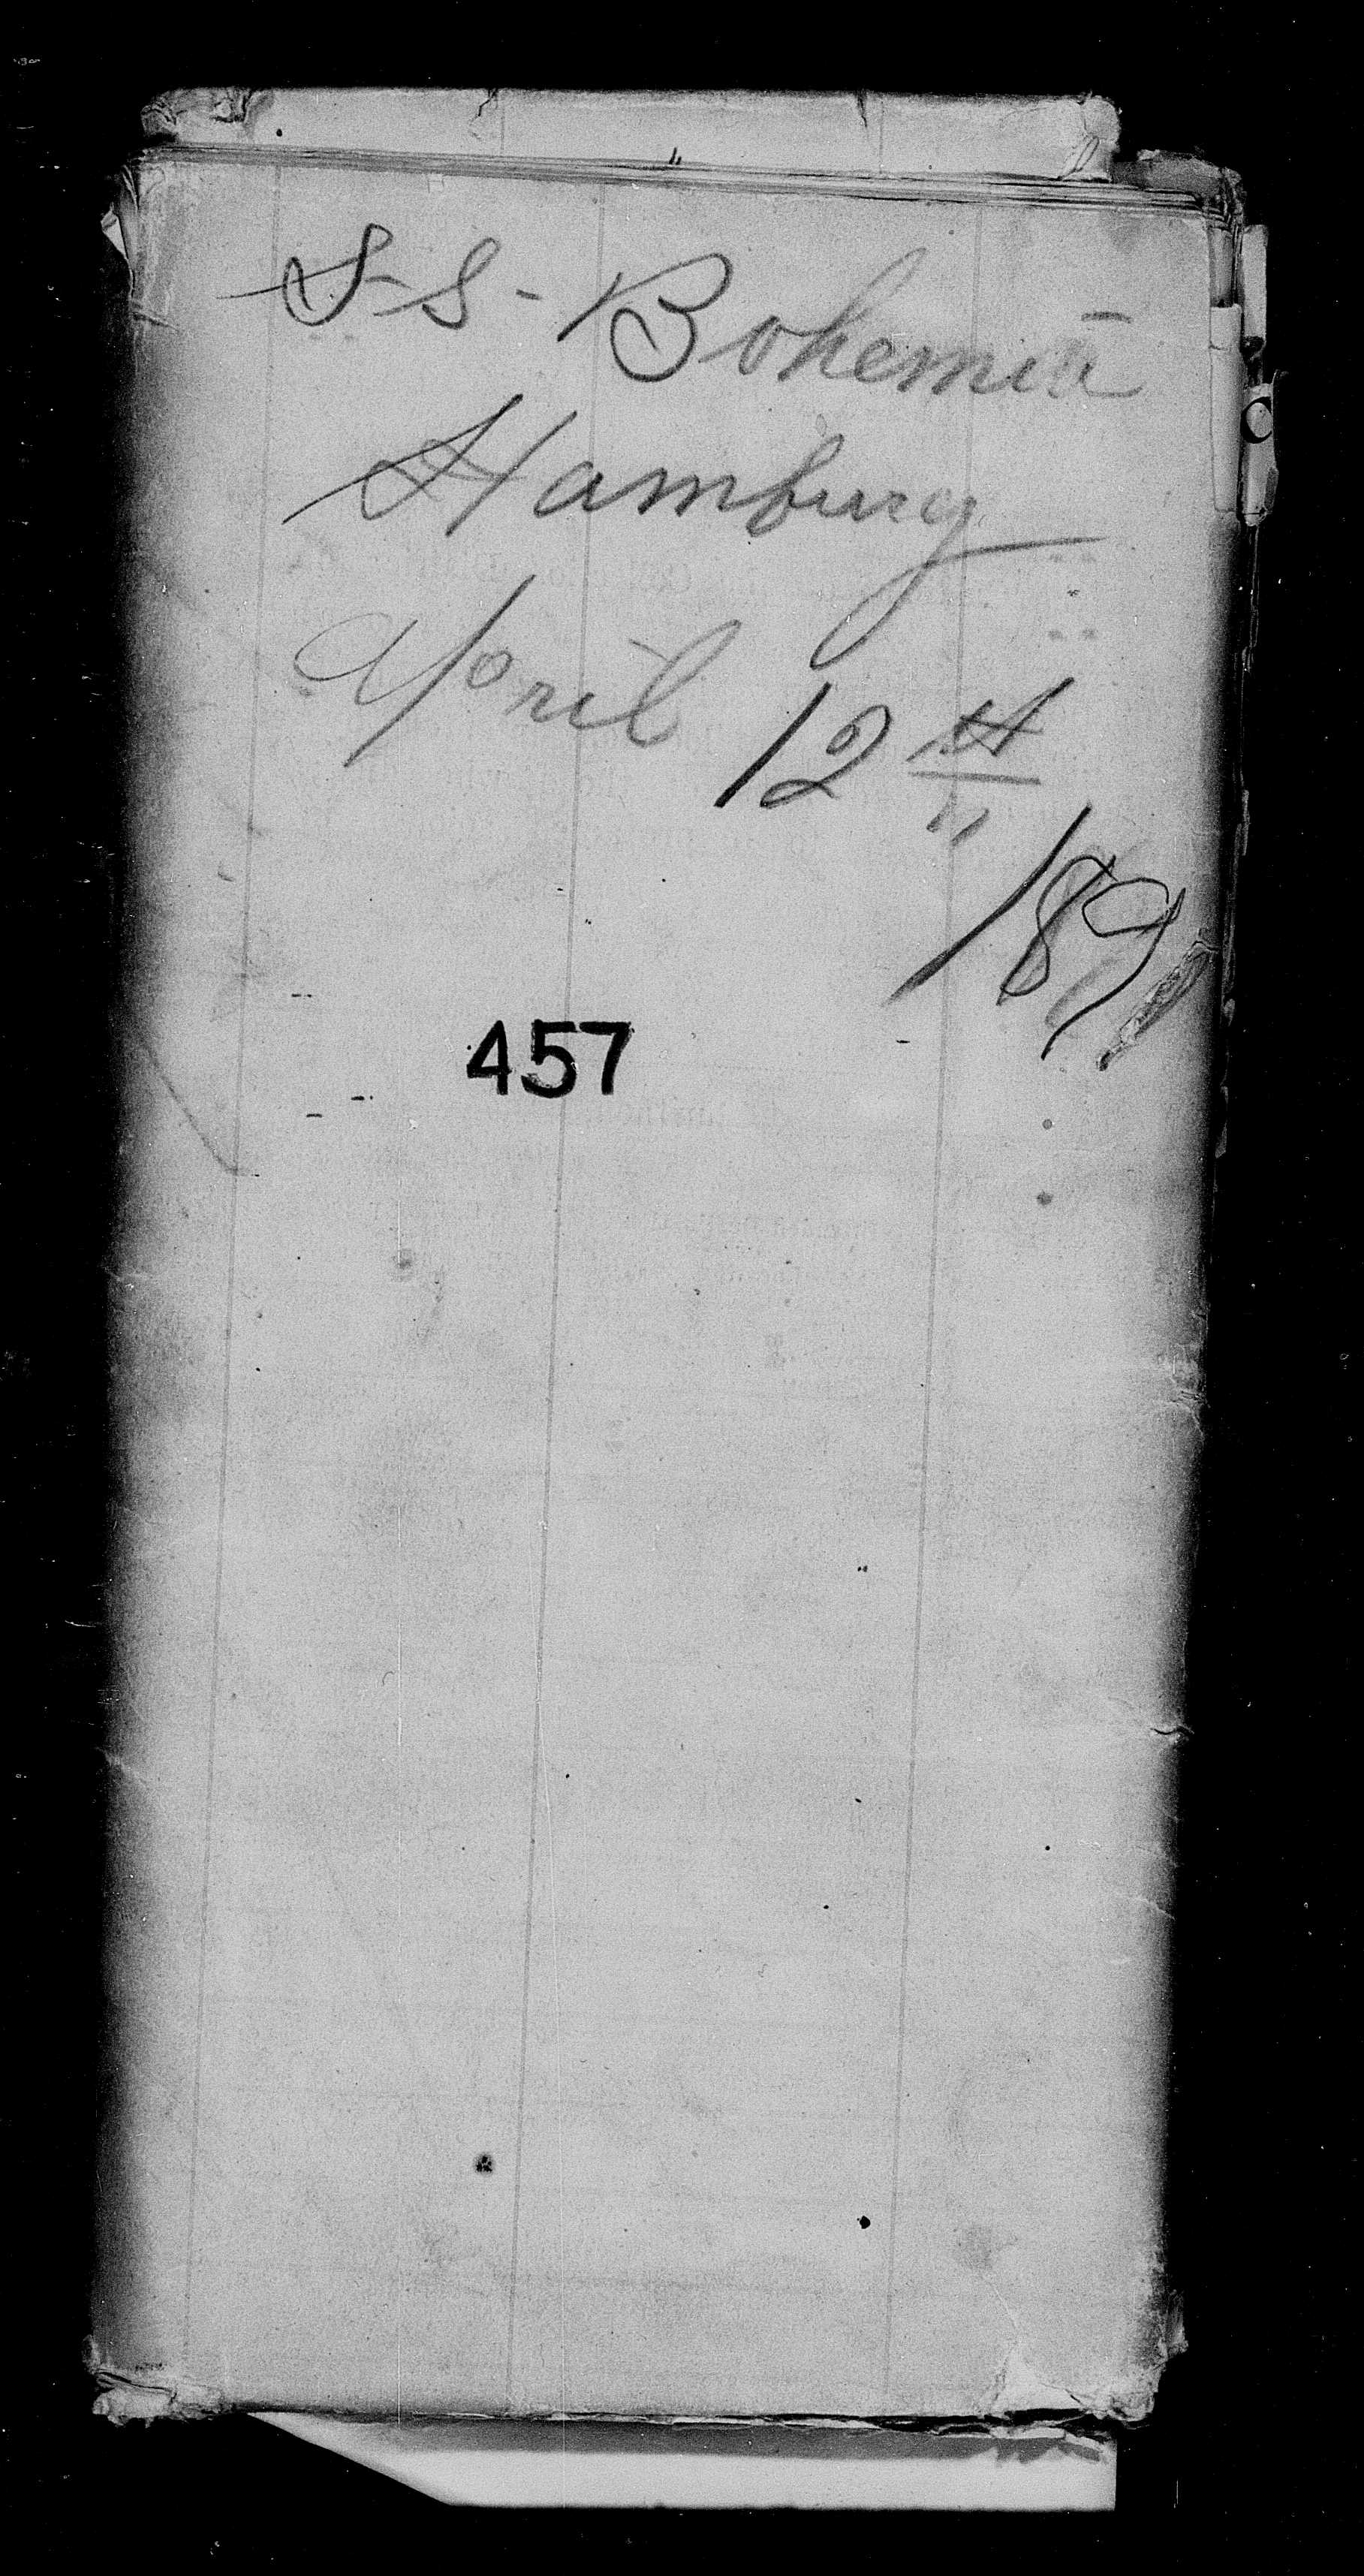 S-S- Bohemia
Hamburg
April 12th
1891
457